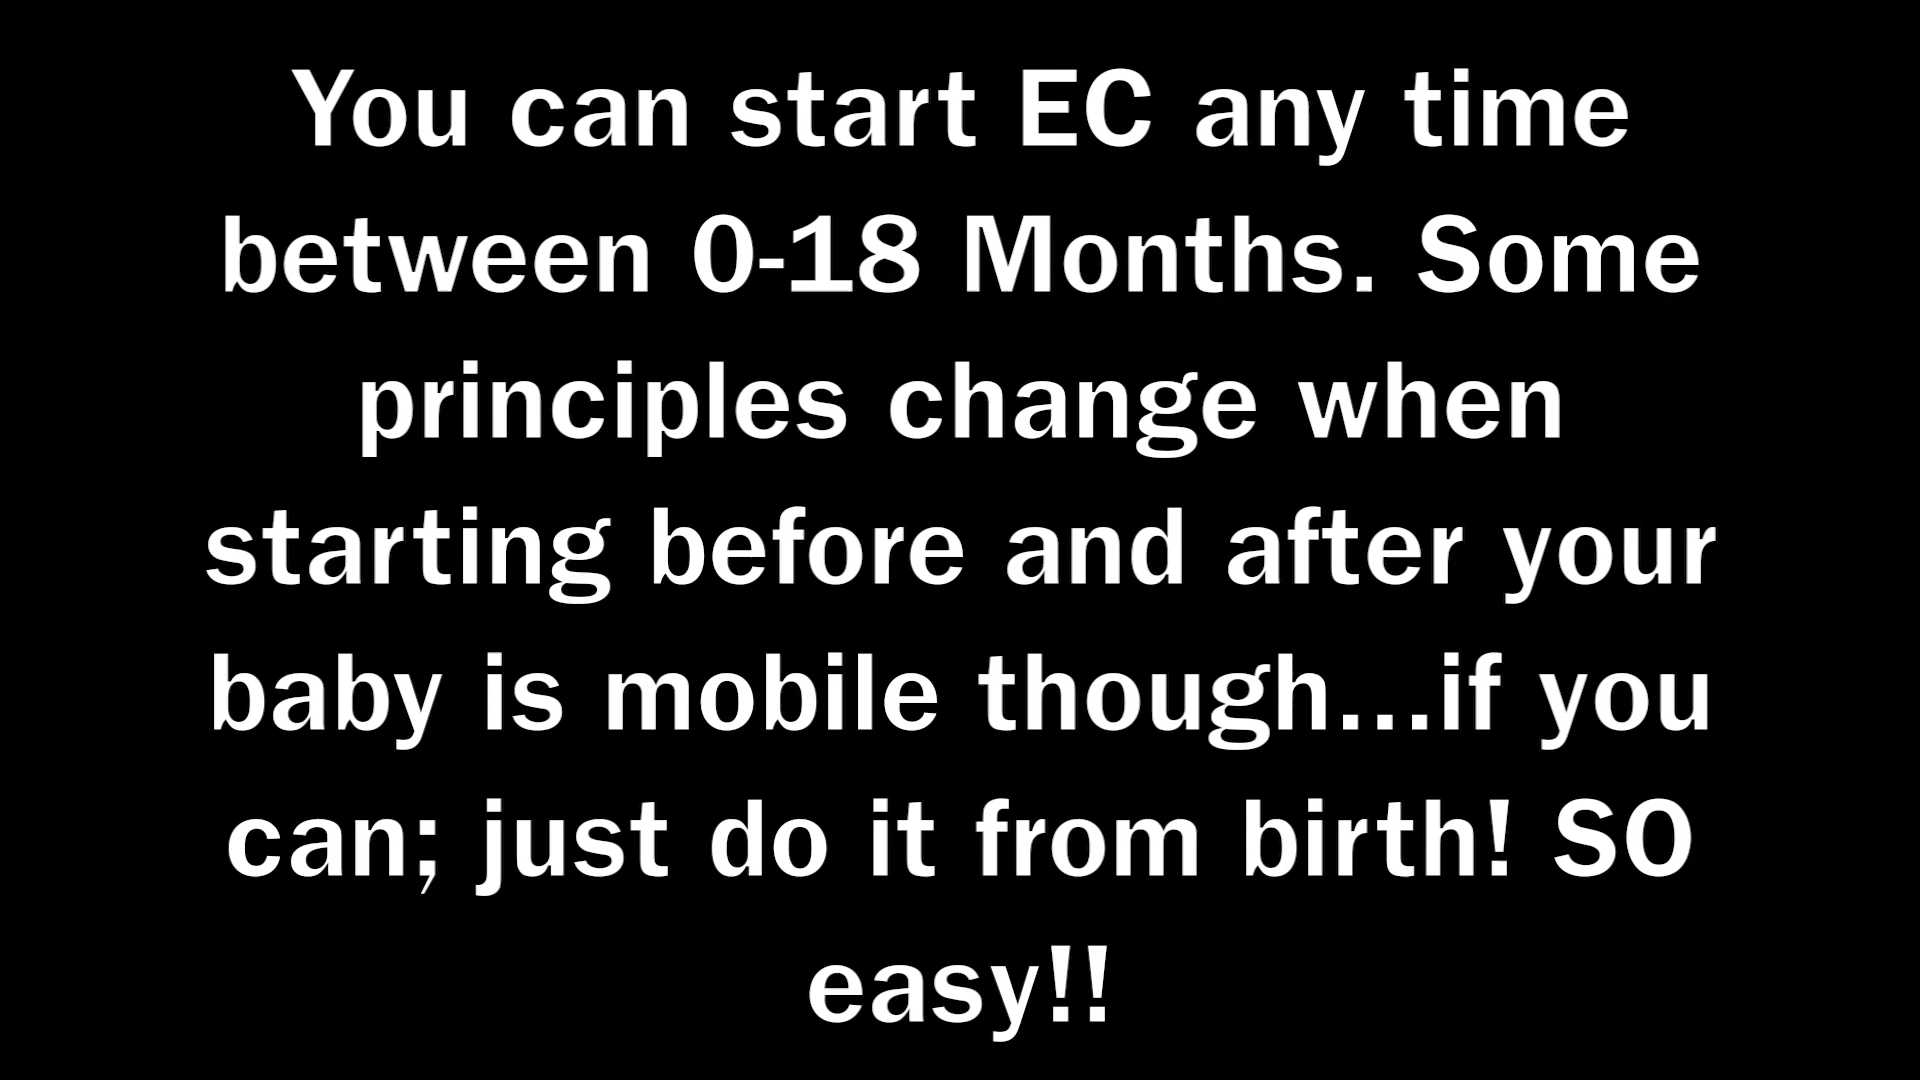 You can start EC any time
between 0-18 Months. Some
principles change when
starting before and after your
baby is mobile though...if you
can; just do it from birth! SO
easy!!